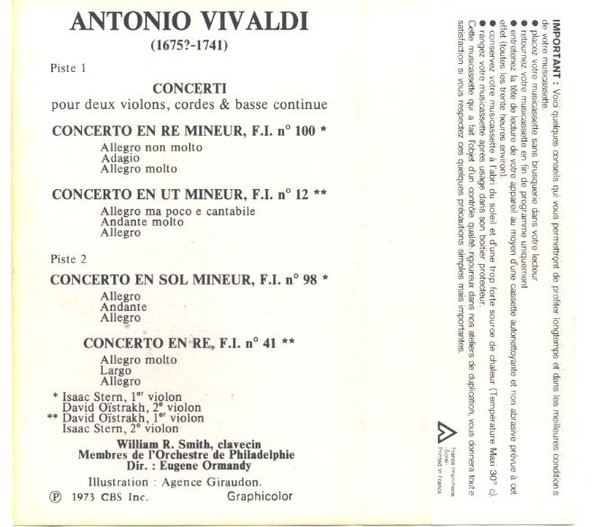 ANTONIO VIVALDI
(1675?-1741)
Piste 1
CONCERTI
pour deux violons, cordes & basse continue
CONCERTO EN RE MINEUR, F.I. n° 100 *
Allegro non molto
Adagio
Allegro molto
CONCERTO EN UT MINEUR, F.I. n° 12 **
Allegro ma poco e cantabile
Andante molto
Allegro
Piste 2
CONCERTO EN SOL MINEUR, F.I. n° 98 *
Allegro
Andante
Allegro
CONCERTO EN RE, F.I. n° 41 **
Allegro molto
Largo
Allegro
* Isaac Stern, 1er violon
David Oïstrakh, 2e violon
** David Oïstrakh, 1er violon
Isaac Stern, 2e violon
William R. Smith, clavecin
Membres de l'Orchestre de Philadelphie
Dir. : Eugene Ormandy
Illustration : Agence Giraudon.
℗ 1973 CBS Inc. Graphicolor
IMPORTANT : Voici quelques conseils qui vous permettront de profiter longtemps et dans les meilleures conditions
de votre musicassette.
● placez votre musicassette sans brusquerie dans votre lecteur
● retournez votre musicassette en fin de programme uniquement
● entretenez la tête de lecture de votre appareil au moyen d'une cassette autonettoyante et non abrasive prévue à cet
effet (toutes les trente heures environ).
● conservez votre musicassette à l'abri du soleil et d'une trop forte source de chaleur (Température Maxi 30° c).
● rangez votre musicassette après usage dans son boitier protecteur.
Cette musicassette qui a fait l'objet d'un contrôle qualité rigoureux dans nos ateliers de duplication, vous donnera toute
satisfaction si vous respectez ces quelques précautions simples mais importantes.
France Imprimerie
Printed in France